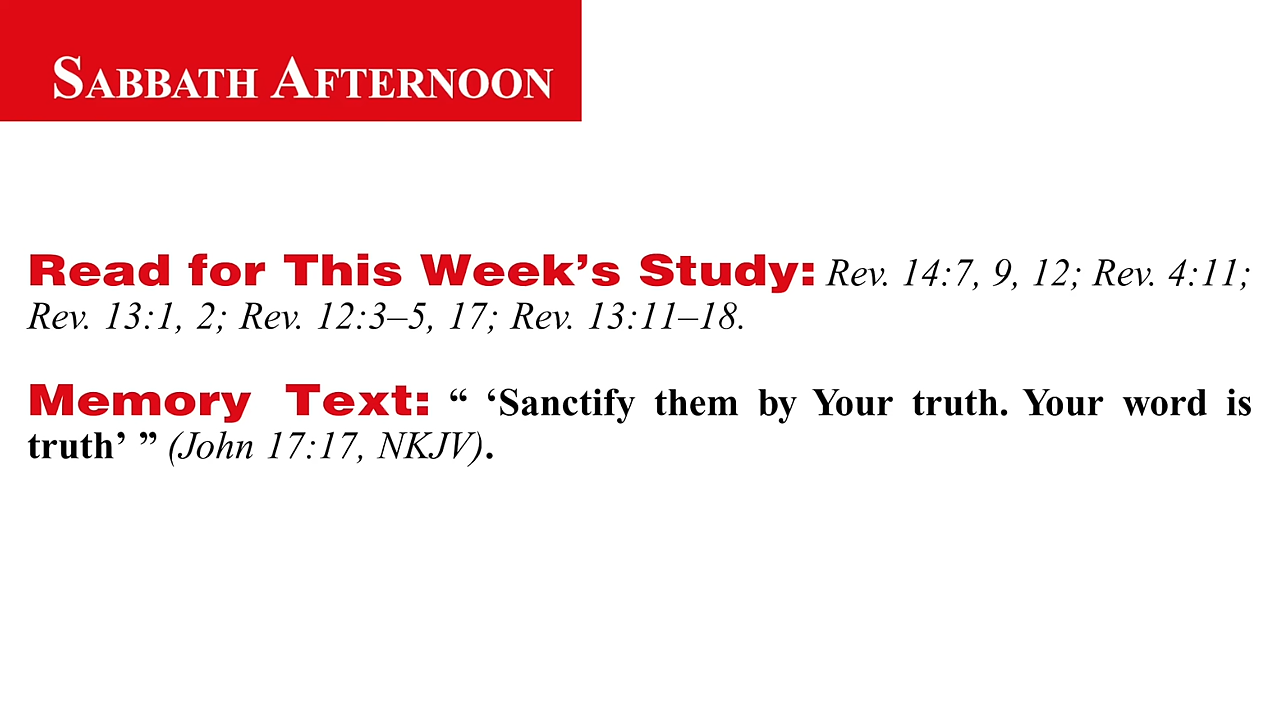 SABBATH AFTERNOON
Read for This Week’s Study: Rev. 14:7, 9, 12; Rev. 4:11;
Rev. 13:1, 2; Rev. 12:3–5, 17; Rev. 13:11–18.
Memory Text: “ ‘Sanctify them by Your truth. Your word is
truth’ ” (John 17:17, NKJV).